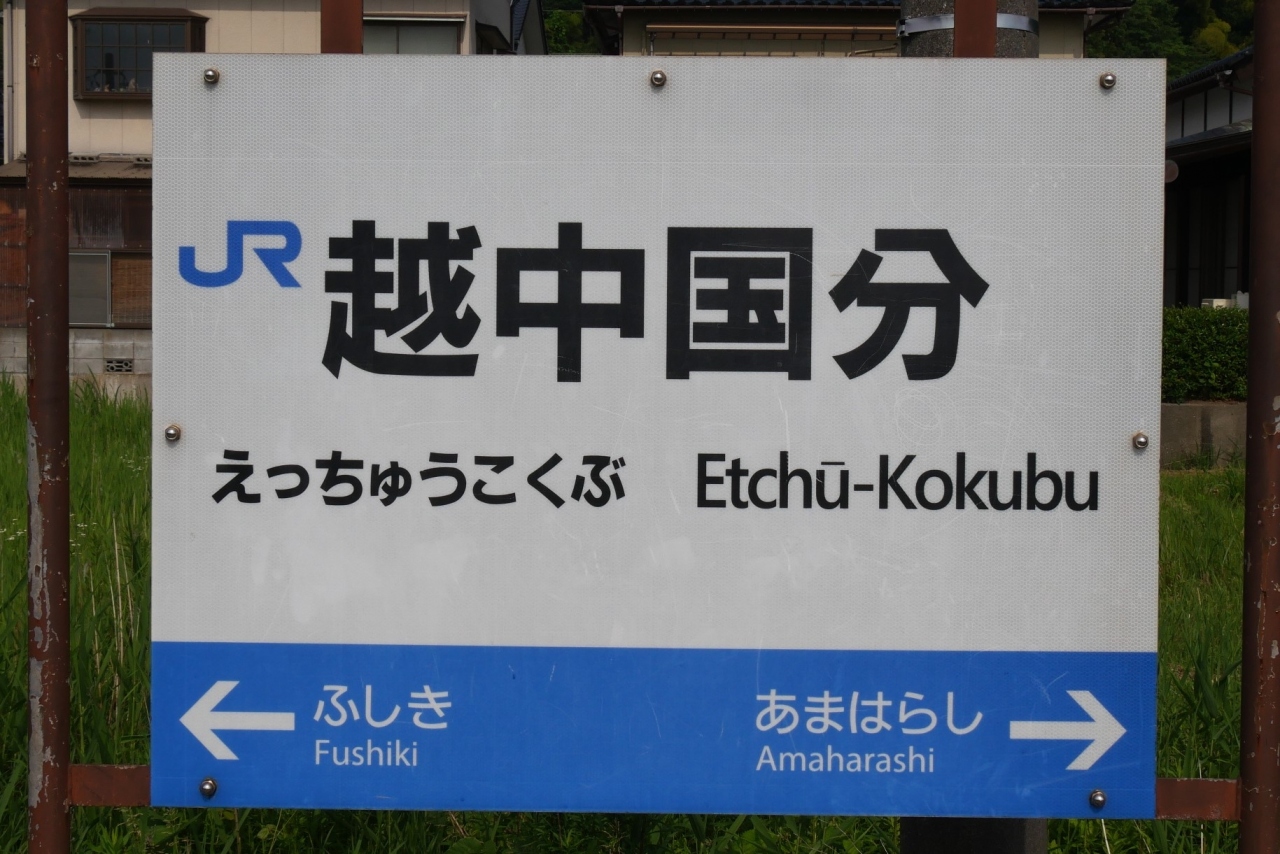 JR 越中国分
えっちゅうこくぶ Etchū-Kokubu
← ふしき あまはらし →
Fushiki Amaharashi